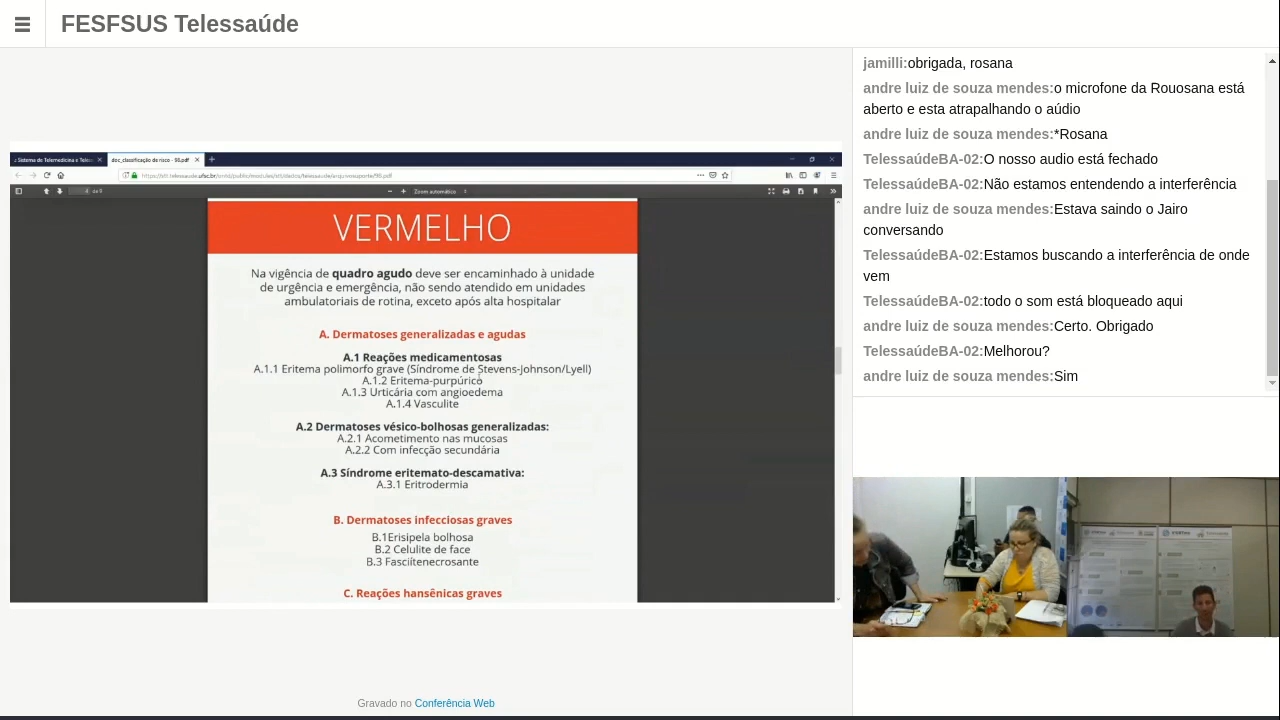 FESFSUS Telessaúde
doc_classificação de risco - 98.pdf
Zoom automático
VERMELHO
Na vigência de quadro agudo deve ser encaminhado à unidade
de urgência e emergência, não sendo atendido em unidades
ambulatoriais de rotina, exceto após alta hospitalar
A. Dermatoses generalizadas e agudas
A.1 Reações medicamentosas
A.1.1 Eritema polimorfo grave (Síndrome de Stevens-Johnson/Lyell)
A.1.2 Eritema-purpúrico
A.1.3 Urticária com angioedema
A.1.4 Vasculite
A.2 Dermatoses vésico-bolhosas generalizadas:
A.2.1 Acometimento nas mucosas
A.2.2 Com infecção secundária
A.3 Síndrome eritemato-descamativa:
A.3.1 Eritrodermia
B. Dermatoses infecciosas graves
B.1Erisipela bolhosa
B.2 Celulite de face
B.3 Fasciítenecrosante
C. Reações hansênicas graves
Gravado no Conferência Web
jamilli:obrigada, rosana
andre luiz de souza mendes:o microfone da Rouosana está
aberto e esta atrapalhando o aúdio
andre luiz de souza mendes:*Rosana
TelessaúdeBA-02:O nosso audio está fechado
TelessaúdeBA-02:Não estamos entendendo a interferência
andre luiz de souza mendes:Estava saindo o Jairo
conversando
TelessaúdeBA-02:Estamos buscando a interferência de onde
vem
TelessaúdeBA-02:todo o som está bloqueado aqui
andre luiz de souza mendes:Certo. Obrigado
TelessaúdeBA-02:Melhorou?
andre luiz de souza mendes:Sim